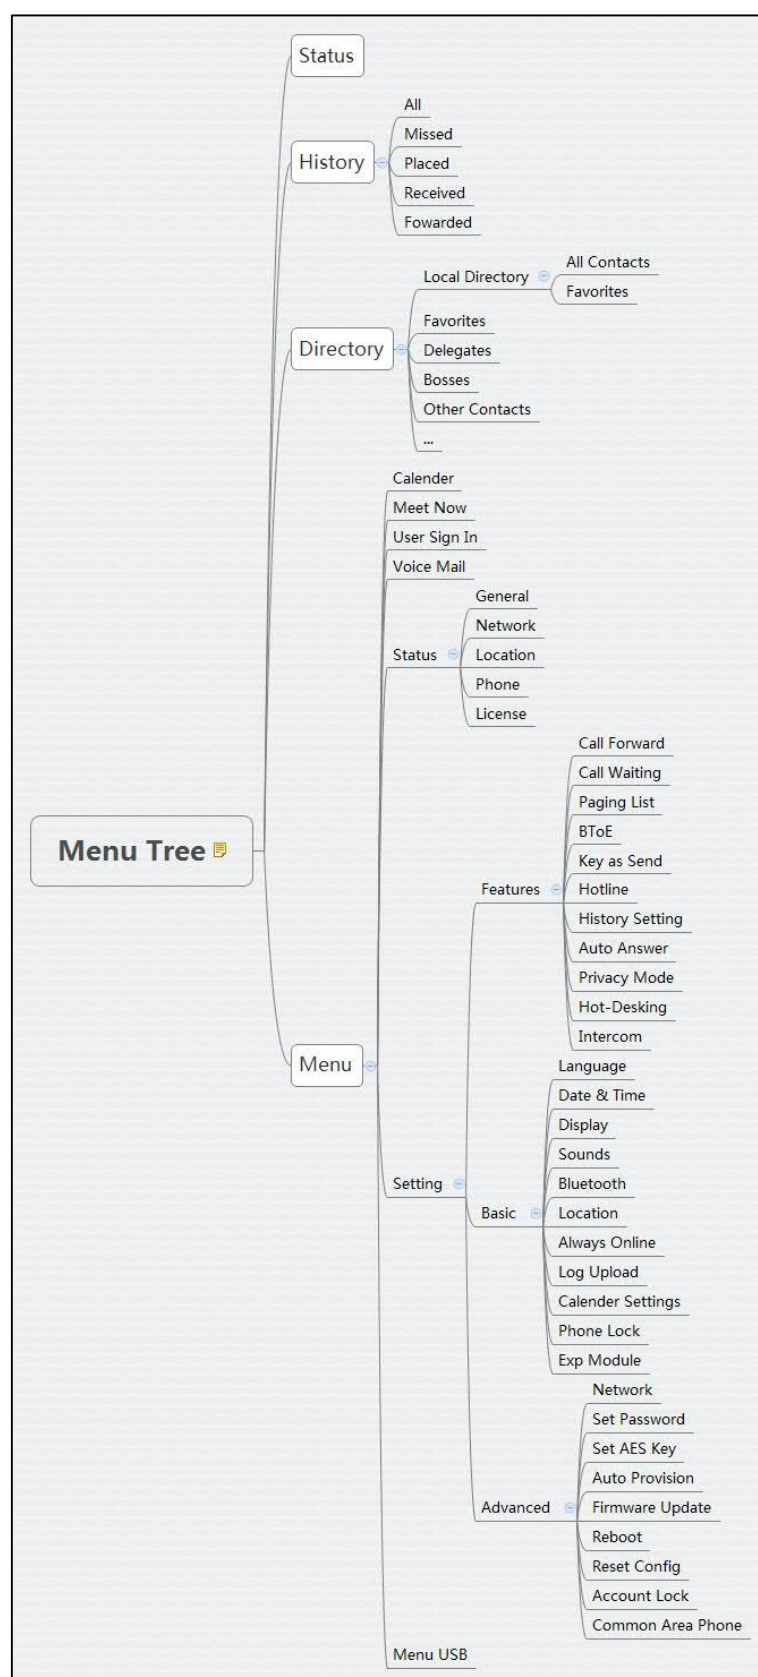 Status
All
Missed
History
Placed
Received
Fowarded
All Contacts
Local Directory
Favorites
Favorites
Directory
Delegates
Bosses
Other Contacts
...
Calender
Meet Now
User Sign In
Voice Mail
General
Network
Status
Location
Phone
License
Call Forward
Call Waiting
Paging List
BToE
Menu Tree
Key as Send
Features
Hotline
History Setting
Auto Answer
Privacy Mode
Hot-Desking
Intercom
Menu
Language
Date & Time
Display
Sounds
Setting
Bluetooth
Basic
Location
Always Online
Log Upload
Calender Settings
Phone Lock
Exp Module
Network
Set Password
Set AES Key
Auto Provision
Advanced
Firmware Update
Reboot
Reset Config
Account Lock
Common Area Phone
Menu USB